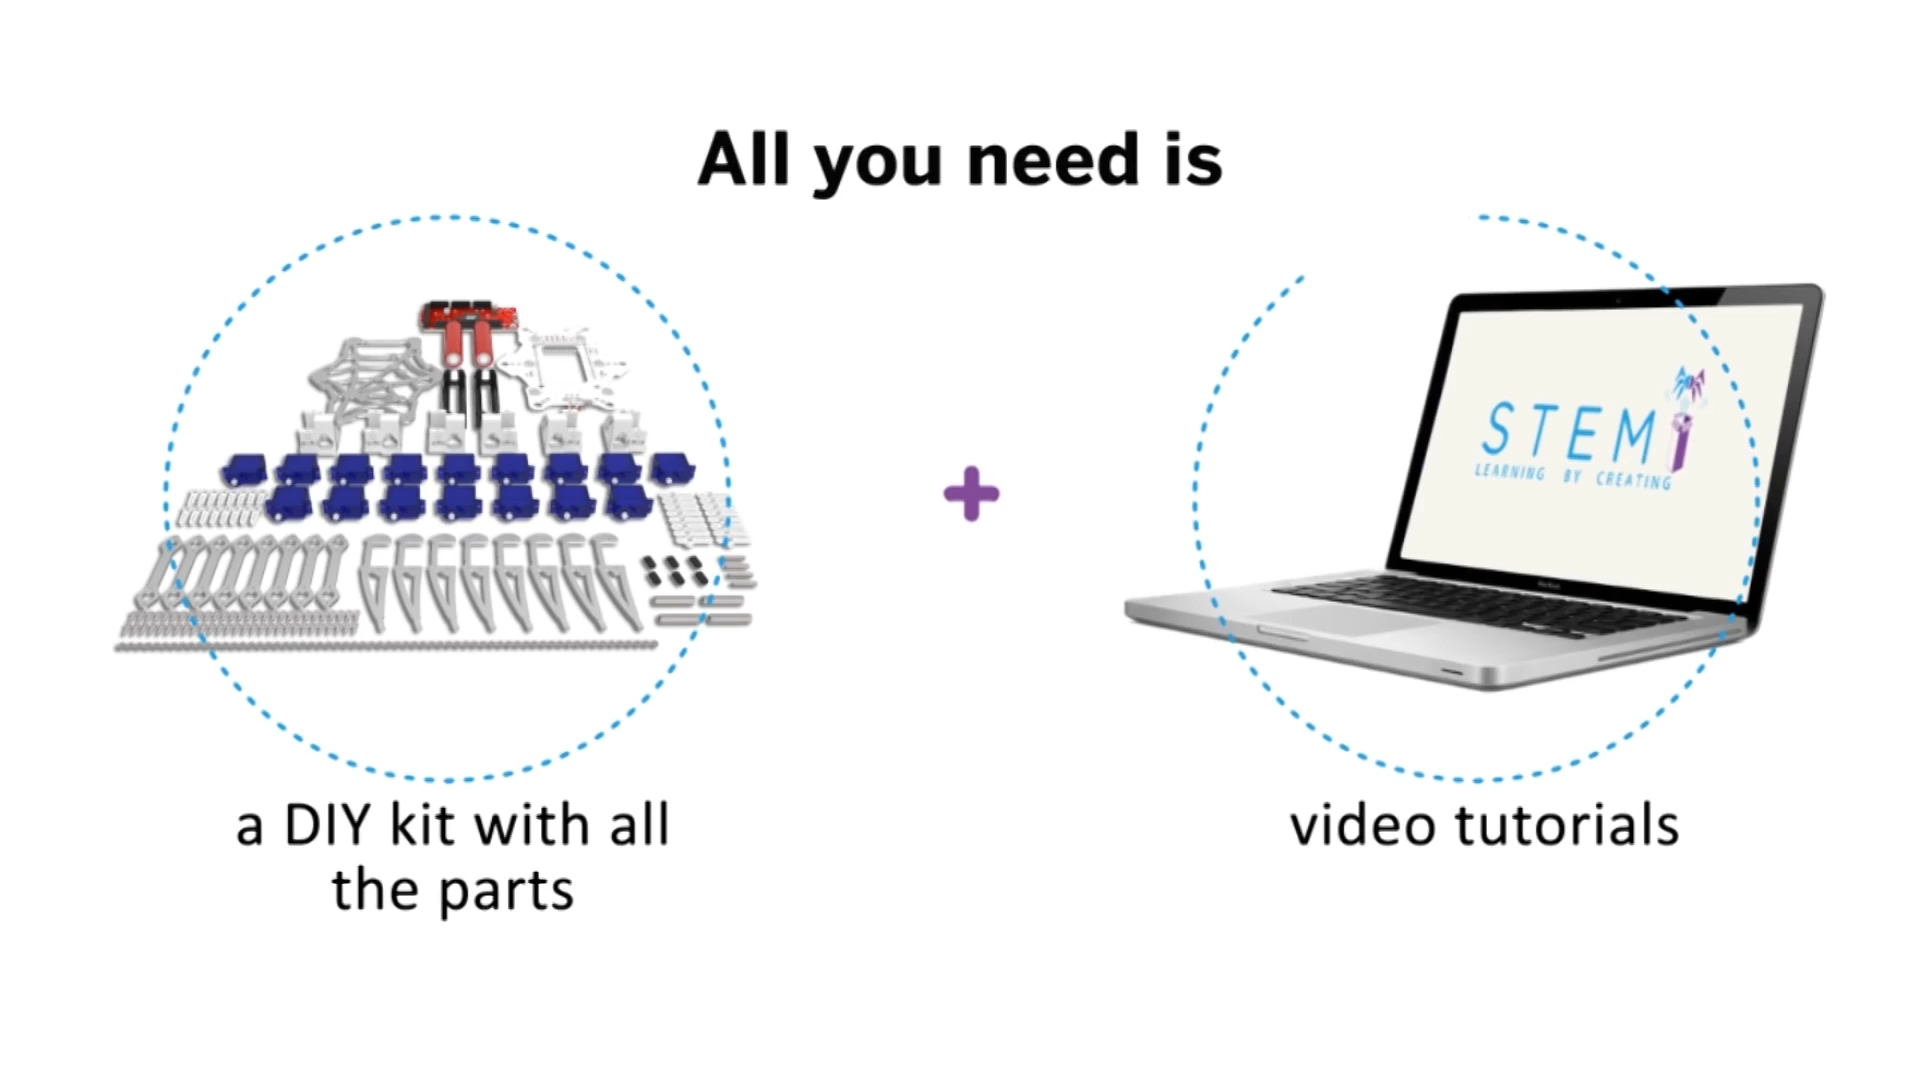 All you need is
STEMI
LEARNING BY CREATING
a DIY kit with all
the parts
video tutorials